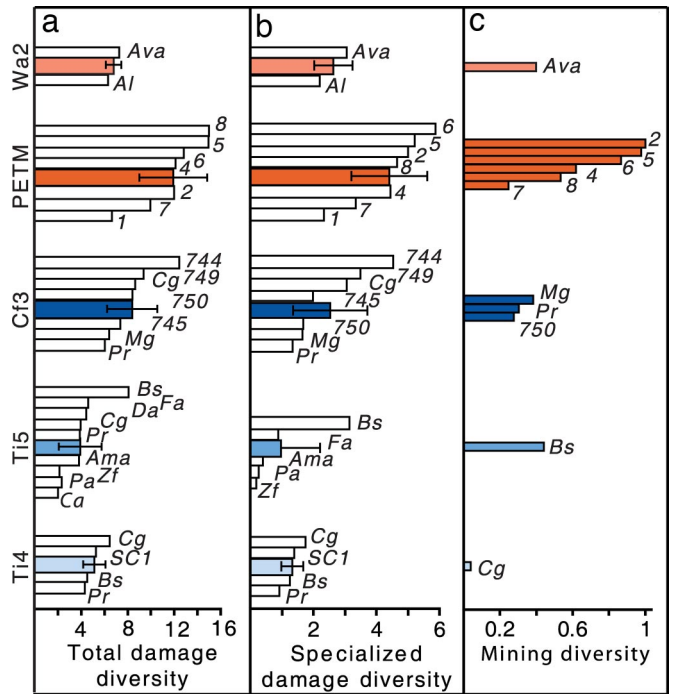 a
b
c
Wa2
Ava
Al
Ava
Al
Ava
PETM
8
5
6
4
2
7
1
6
5
2
8
4
7
1
2
5
6
4
8
7
Cf3
744
Cg 749
750
745
Mg
Pr
744
Cg 749
745
750
Mg
Pr
Mg
Pr
750
Ti5
Bs
Da Fa
Cg
Pr
Ama
Pa Zf
Ca
Bs
Fa
Ama
Pa
Zf
Bs
Ti4
Cg
SC1
Bs
Pr
Cg
SC1
Bs
Pr
Cg
4 8 12 16
2 4 6
0.2 0.6 1
Total damage
diversity
Specialized
damage diversity
Mining diversity